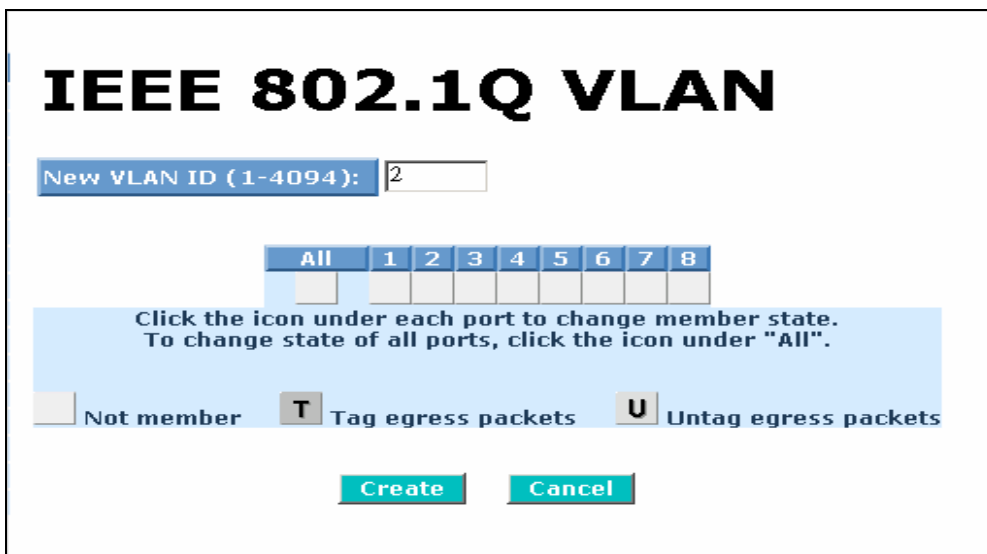 IEEE 802.1Q VLAN
New VLAN ID (1-4094): 2
All 1 2 3 4 5 6 7 8
Click the icon under each port to change member state.
To change state of all ports, click the icon under "All".
Not member T Tag egress packets U Untag egress packets
Create Cancel